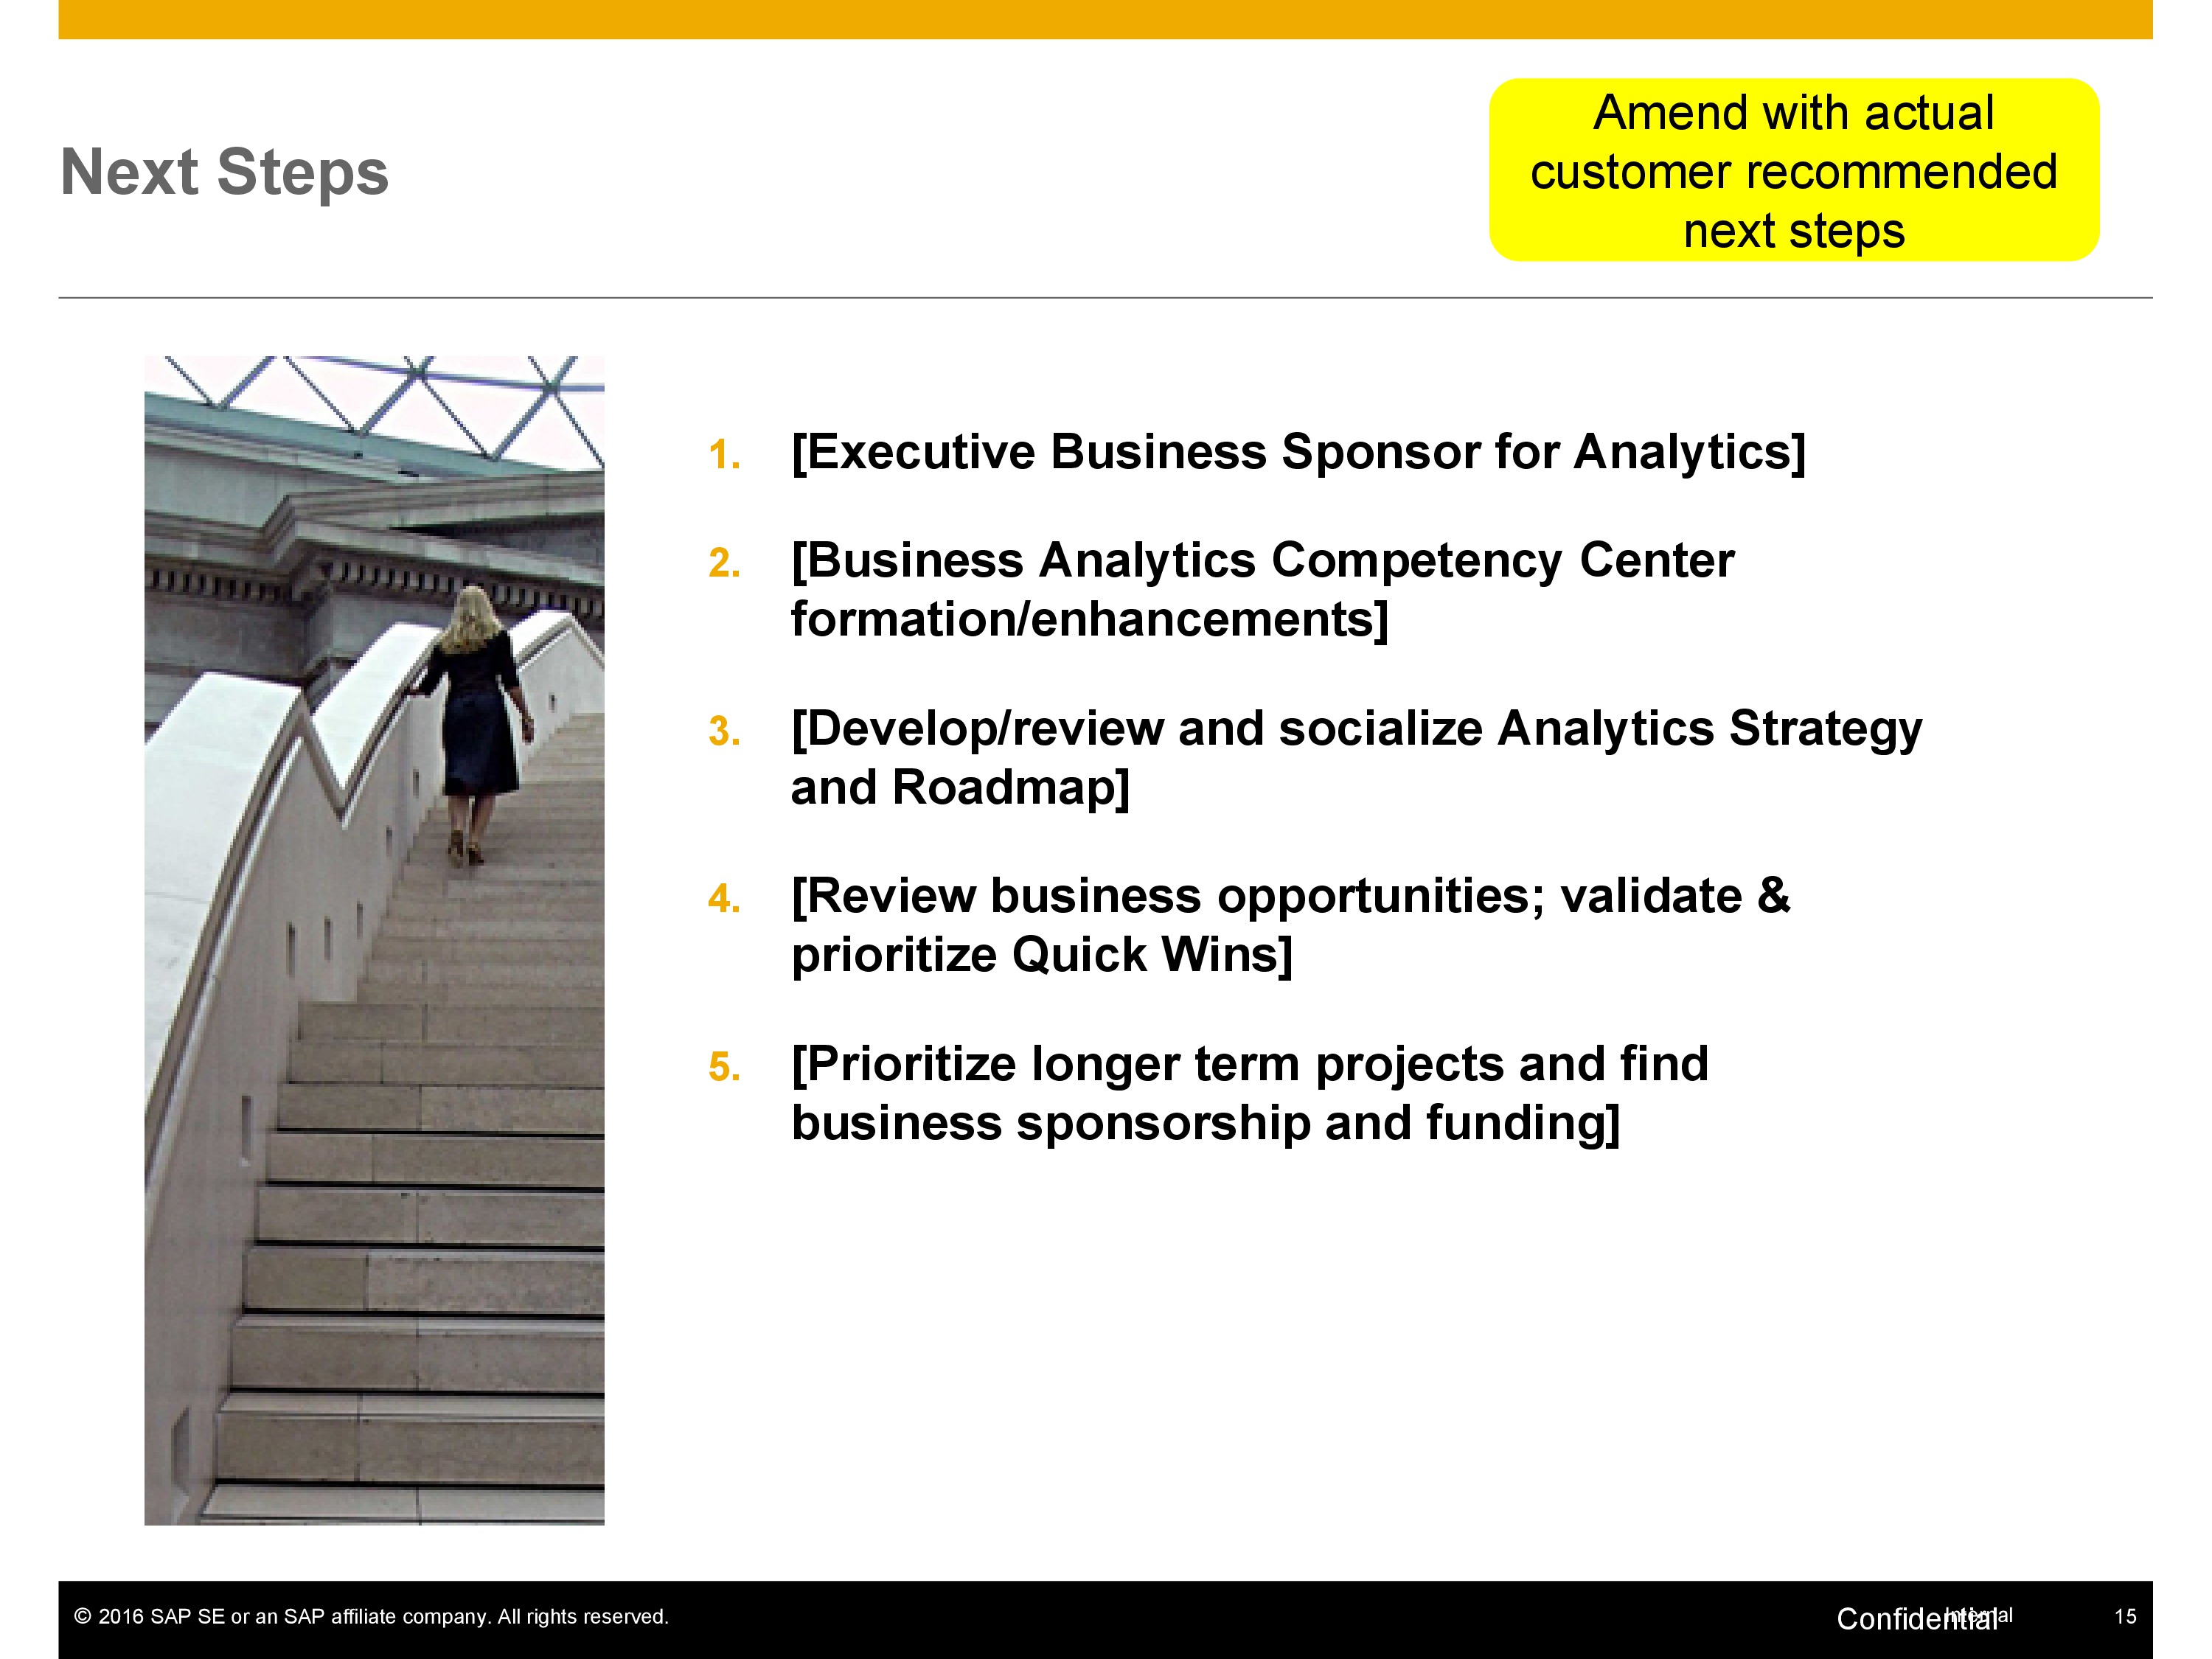 Next Steps
Amend with actual
customer recommended
next steps
1. [Executive Business Sponsor for Analytics]
2. [Business Analytics Competency Center
formation/enhancements]
3. [Develop/review and socialize Analytics Strategy
and Roadmap]
4. [Review business opportunities; validate &
prioritize Quick Wins]
5. [Prioritize longer term projects and find
business sponsorship and funding]
© 2016 SAP SE or an SAP affiliate company. All rights reserved.
Confidential
Internal
15